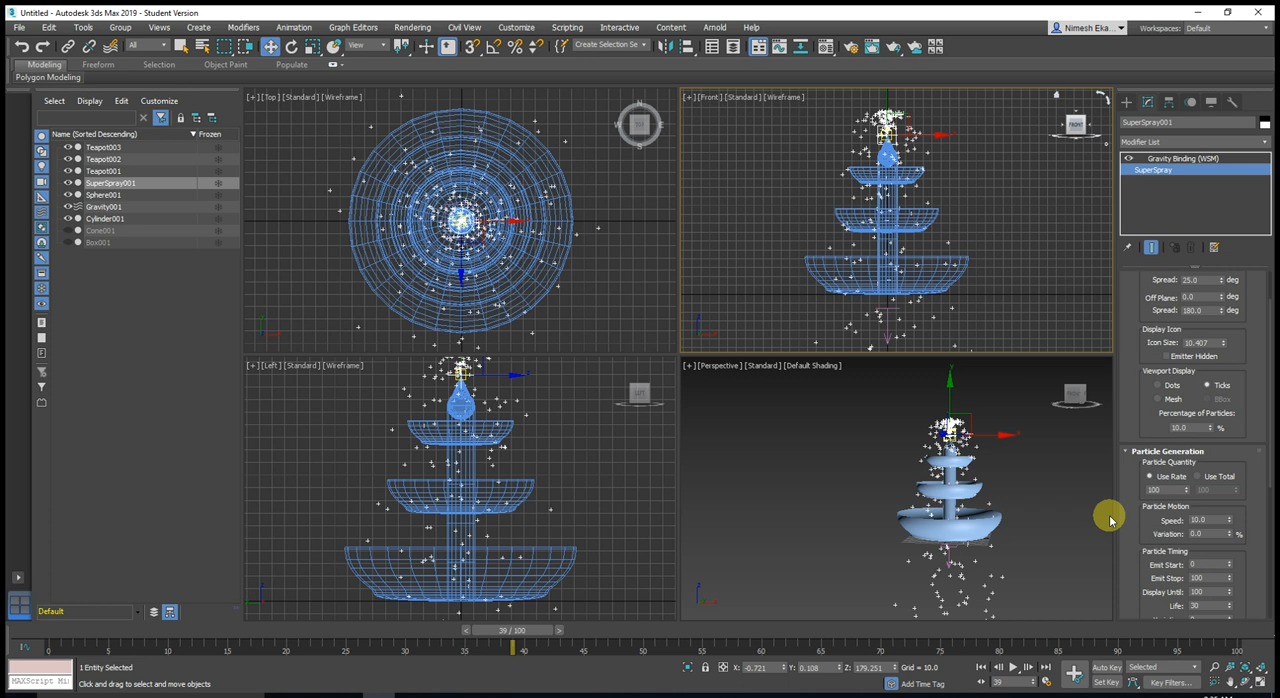 Untitled - Autodesk 3ds Max 2019 - Student Version
File Edit Tools Group Views Create Modifiers Animation Graph Editors Rendering Civil View Customize Scripting Interactive Content Arnold Help
Nimesh Eka... Workspaces: Default
All View Create Selection Se
Modeling Freeform Selection Object Paint Populate
Polygon Modeling
Select Display Edit Customize
Name (Sorted Descending) ▼ Frozen
Teapot003
Teapot002
Teapot001
SuperSpray001
Sphere001
Gravity001
Cylinder001
Cone001
Box001
Default
[+] [Top] [Standard] [Wireframe]
[+] [Front] [Standard] [Wireframe]
FRONT
[+] [Left] [Standard] [Wireframe]
[+] [Perspective] [Standard] [Default Shading]
SuperSpray001
Modifier List
Gravity Binding (WSM)
SuperSpray
Spread: 25.0 deg
Off Plane: 0.0 deg
Spread: 180.0 deg
Display Icon
Icon Size: 10.407
Emitter Hidden
Viewport Display
Dots Ticks
Mesh BBox
Percentage of Particles:
10.0 %
Particle Generation
Particle Quantity
Use Rate Use Total
100 100
Particle Motion
Speed: 10.0
Variation: 0.0 %
Particle Timing
Emit Start: 0
Emit Stop: 100
Display Until: 100
Life: 30
< 39 / 100 >
0 5 10 15 20 25 30 35 40 45 50 55 60 65 70 75 80 85 90 95 100
1 Entity Selected
X: -0.721 Y: 0.108 Z: 179.251 Grid = 10.0
Auto Key Selected
MAXScript Mi
Click and drag to select and move objects
Add Time Tag
39
Set Key Key Filters...